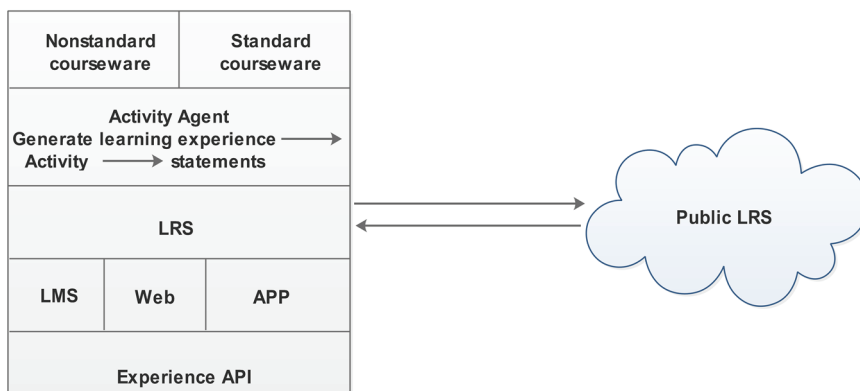 Nonstandard
courseware
Standard
courseware
Activity Agent
Generate learning experience
Activity
statements
LRS
LMS
Web
APP
Experience API
Public LRS